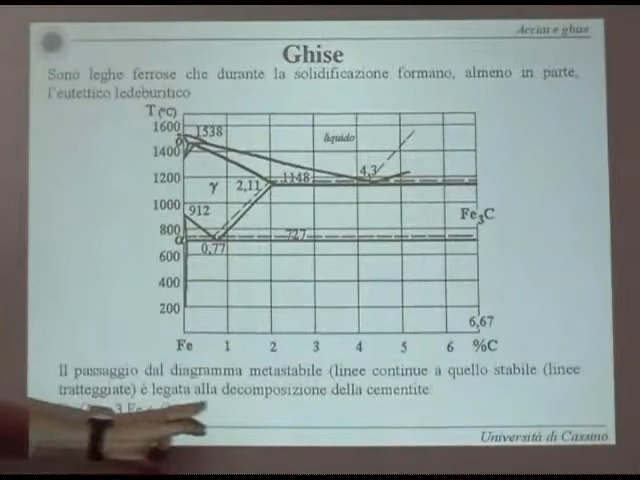 Acciai e ghise
Ghise
Sono leghe ferrose che durante la solidificazione formano, almeno in parte,
l'eutettico ledeburitico
T(°C)
1600
1538
liquido
1400
1200
γ
2,11
1148
4,3
1000
912
Fe3C
800
727
α
0,77
600
400
200
6,67
Fe 1 2 3 4 5 6 %C
Il passaggio dal diagramma metastabile (linee continue a quello stabile (linee
tratteggiate) è legata alla decomposizione della cementite:
3 Fe +
Università di Cassino